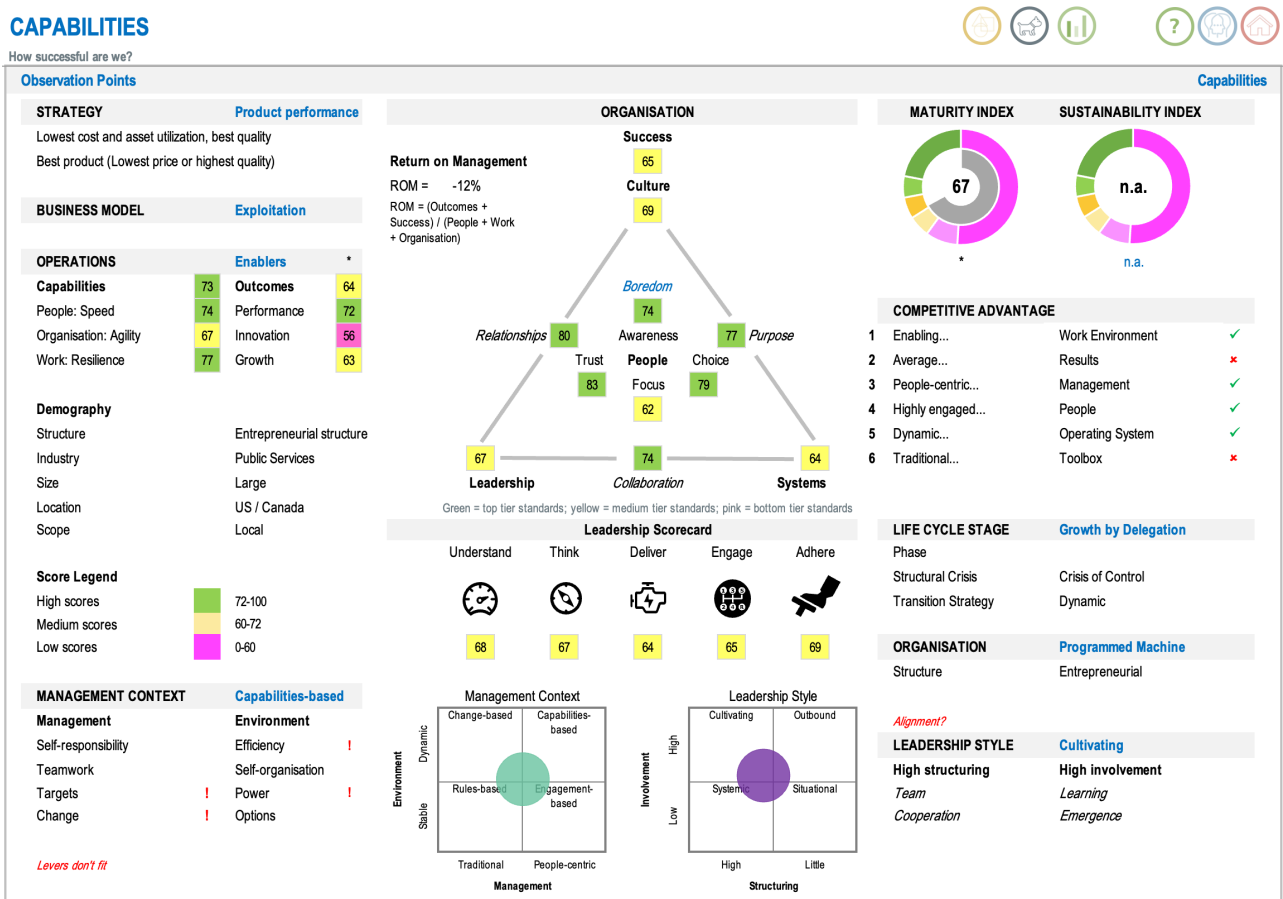 CAPABILITIES
How successful are we?
?
Observation Points
Capabilities
STRATEGY Product performance
Lowest cost and asset utilization, best quality
Best product (Lowest price or highest quality)
BUSINESS MODEL Exploitation
OPERATIONS Enablers *
Capabilities 73 Outcomes 64
People: Speed 74 Performance 72
Organisation: Agility 67 Innovation 56
Work: Resilience 77 Growth 63
Demography
Structure Entrepreneurial structure
Industry Public Services
Size Large
Location US / Canada
Scope Local
Score Legend
High scores 72-100
Medium scores 60-72
Low scores 0-60
MANAGEMENT CONTEXT Capabilities-based
Management Environment
Self-responsibility Efficiency !
Teamwork Self-organisation
Targets ! Power !
Change ! Options
Levers don't fit
ORGANISATION
Success
65
Return on Management
ROM = -12%
ROM = (Outcomes +
Success) / (People + Work
+ Organisation)
Culture
69
Boredom
74
Relationships 80 Awareness 77 Purpose
Trust People Choice
83 Focus 79
62
67 74 64
Leadership Collaboration Systems
Green = top tier standards; yellow = medium tier standards; pink = bottom tier standards
Leadership Scorecard
Understand Think Deliver Engage Adhere
1 3 5
2 4 R
68 67 64 65 69
Management Context
Change-based Capabilities-
based
Rules-based Engagement-
based
Environment
Dynamic
Stable
Traditional People-centric
Management
Leadership Style
Cultivating Outbound
Systemic Situational
Involvement
High
Low
High Little
Structuring
MATURITY INDEX SUSTAINABILITY INDEX
67 n.a.
* n.a.
COMPETITIVE ADVANTAGE
1 Enabling... Work Environment ✓
2 Average... Results ✘
3 People-centric... Management ✓
4 Highly engaged... People ✓
5 Dynamic... Operating System ✓
6 Traditional... Toolbox ✘
LIFE CYCLE STAGE Growth by Delegation
Phase
Structural Crisis Crisis of Control
Transition Strategy Dynamic
ORGANISATION Programmed Machine
Structure Entrepreneurial
Alignment?
LEADERSHIP STYLE Cultivating
High structuring High involvement
Team Learning
Cooperation Emergence